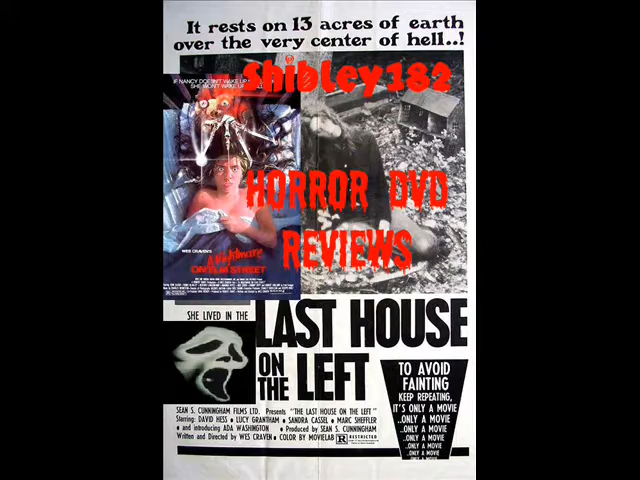 It rests on 13 acres of earth
over the very center of hell..!
Shibley182
IF NANCY DOESN'T WAKE UP
SHE WON'T WAKE UP
HORROR DVD
REVIEWS
WES CRAVEN'S
A Nightmare
ON ELM STREET
SHE LIVED IN THE
LAST HOUSE
ON
THE LEFT
TO AVOID
FAINTING
KEEP REPEATING,
IT'S ONLY A MOVIE
..ONLY A MOVIE
..ONLY A MOVIE
..ONLY A MOVIE
..ONLY A MOVIE
..ONLY A MOVIE
SEAN S. CUNNINGHAM FILMS LTD. Presents "THE LAST HOUSE ON THE LEFT"
Starring: DAVID HESS • LUCY GRANTHAM • SANDRA CASSEL • MARC SHEFFLER
• and introducing ADA WASHINGTON • Produced by SEAN S. CUNNINGHAM
Written and Directed by WES CRAVEN • COLOR BY MOVIELAB R RESTRICTED